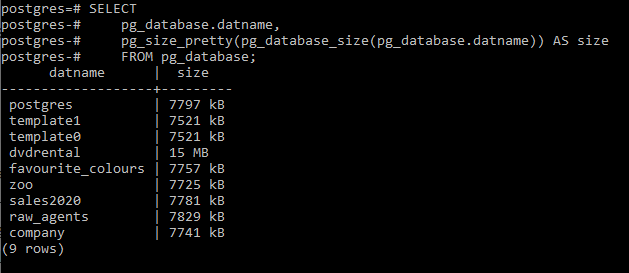 postgres=# SELECT
postgres-#     pg_database.datname,
postgres-#     pg_size_pretty(pg_database_size(pg_database.datname)) AS size
postgres-#     FROM pg_database;
      datname      |  size
-------------------+---------
 postgres          | 7797 kB
 template1         | 7521 kB
 template0         | 7521 kB
 dvdrental         | 15 MB
 favourite_colours | 7757 kB
 zoo               | 7725 kB
 sales2020         | 7781 kB
 raw_agents        | 7829 kB
 company           | 7741 kB
(9 rows)